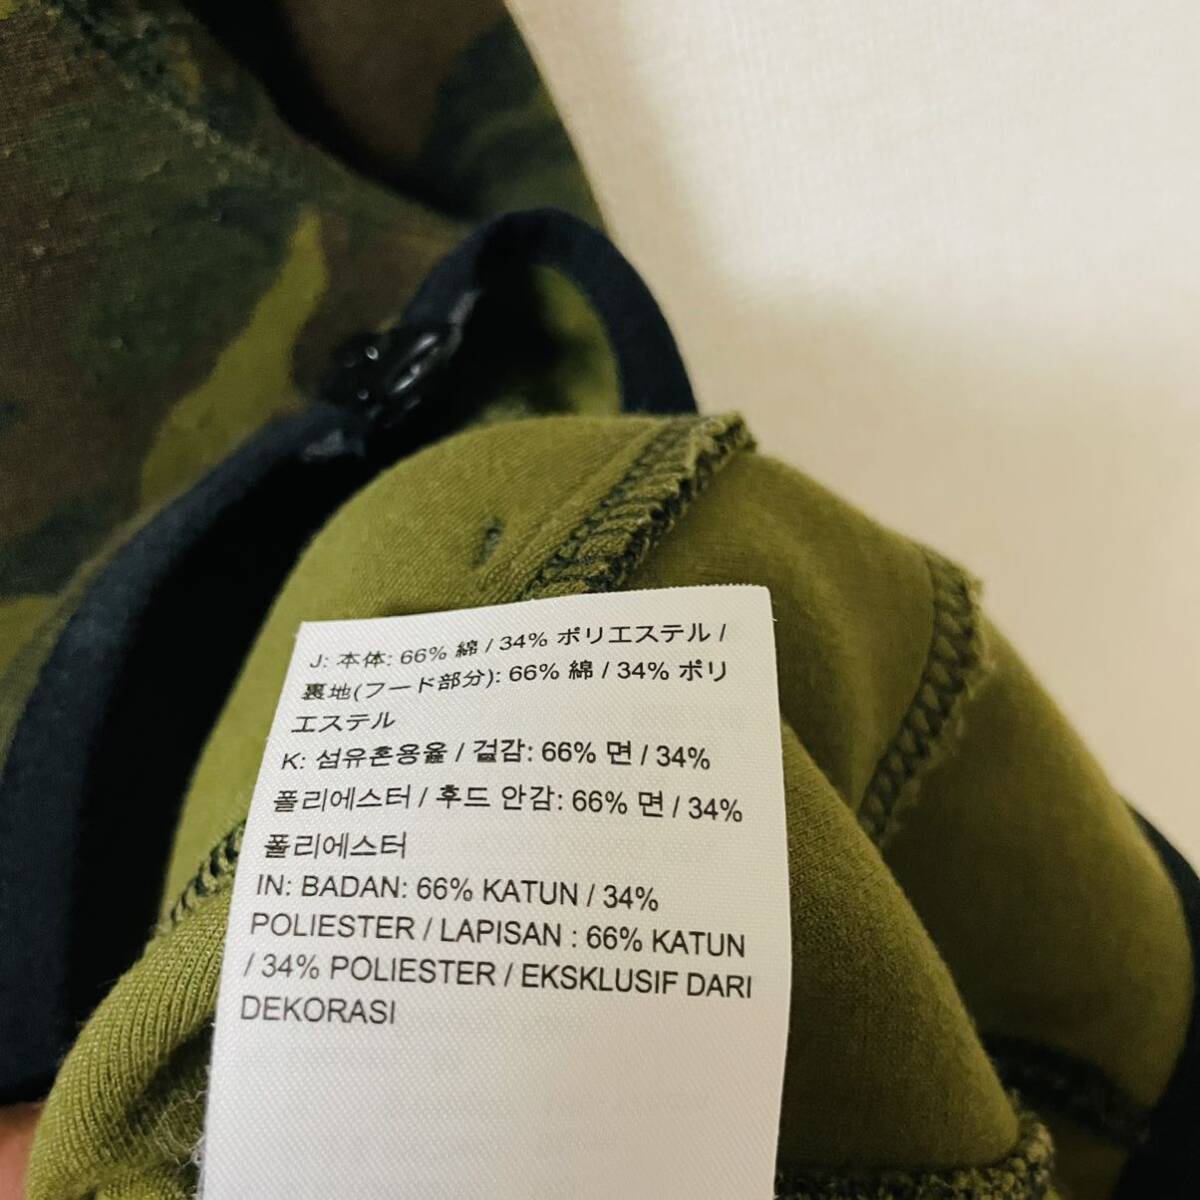 J: 本体: 66% 綿 / 34% ポリエステル /
裏地(フード部分): 66% 綿 / 34% ポリ
エステル
K: 섬유혼용율 / 걸감: 66% 면 / 34%
폴리에스터 / 후드 안감: 66% 면 / 34%
폴리에스터
IN: BADAN: 66% KATUN / 34%
POLIESTER / LAPISAN : 66% KATUN
/ 34% POLIESTER / EKSKLUSIF DARI
DEKORASI